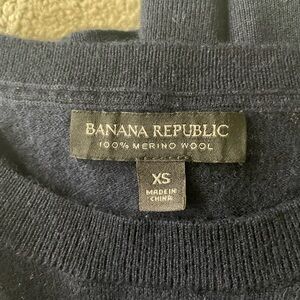 BANANA REPUBLIC
100% MERINO WOOL
XS
MADE IN
CHINA